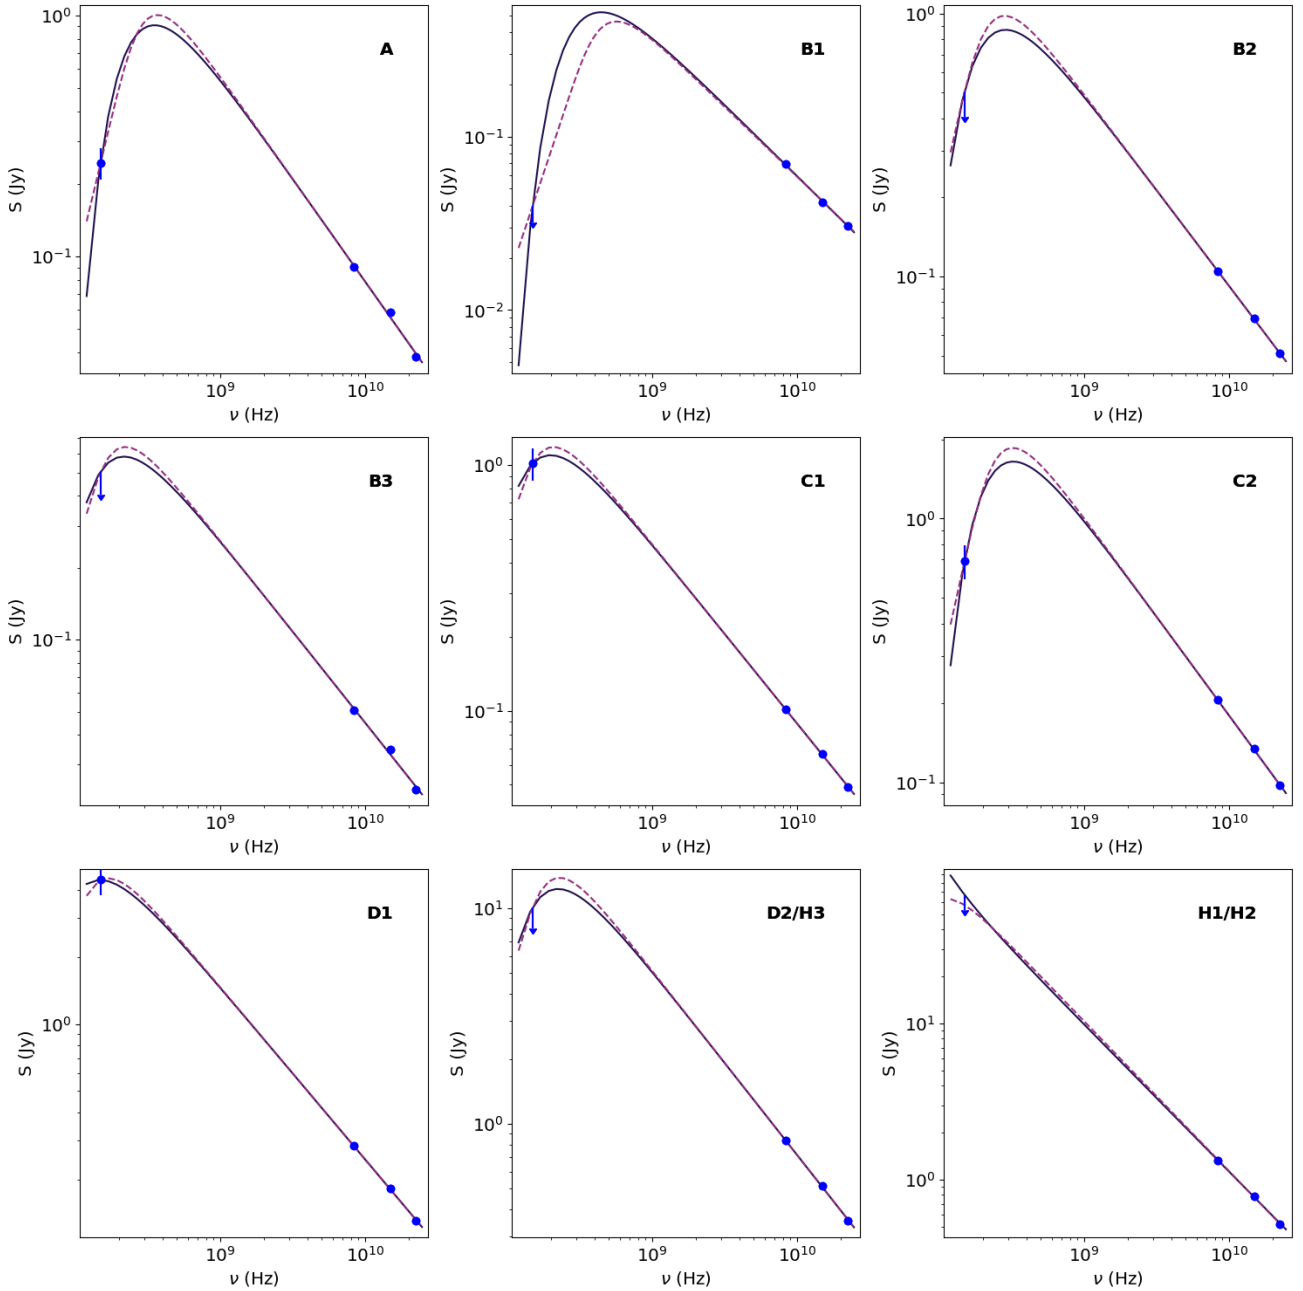 A
S (Jy)
10⁰
10⁻¹
10⁹
10¹⁰
ν (Hz)
B1
S (Jy)
10⁻¹
10⁻²
10⁹
10¹⁰
ν (Hz)
B2
S (Jy)
10⁰
10⁻¹
10⁹
10¹⁰
ν (Hz)
B3
S (Jy)
10⁻¹
10⁹
10¹⁰
ν (Hz)
C1
S (Jy)
10⁰
10⁻¹
10⁹
10¹⁰
ν (Hz)
C2
S (Jy)
10⁰
10⁻¹
10⁹
10¹⁰
ν (Hz)
D1
S (Jy)
10⁰
10⁹
10¹⁰
ν (Hz)
D2/H3
S (Jy)
10¹
10⁰
10⁹
10¹⁰
ν (Hz)
H1/H2
S (Jy)
10¹
10⁰
10⁹
10¹⁰
ν (Hz)